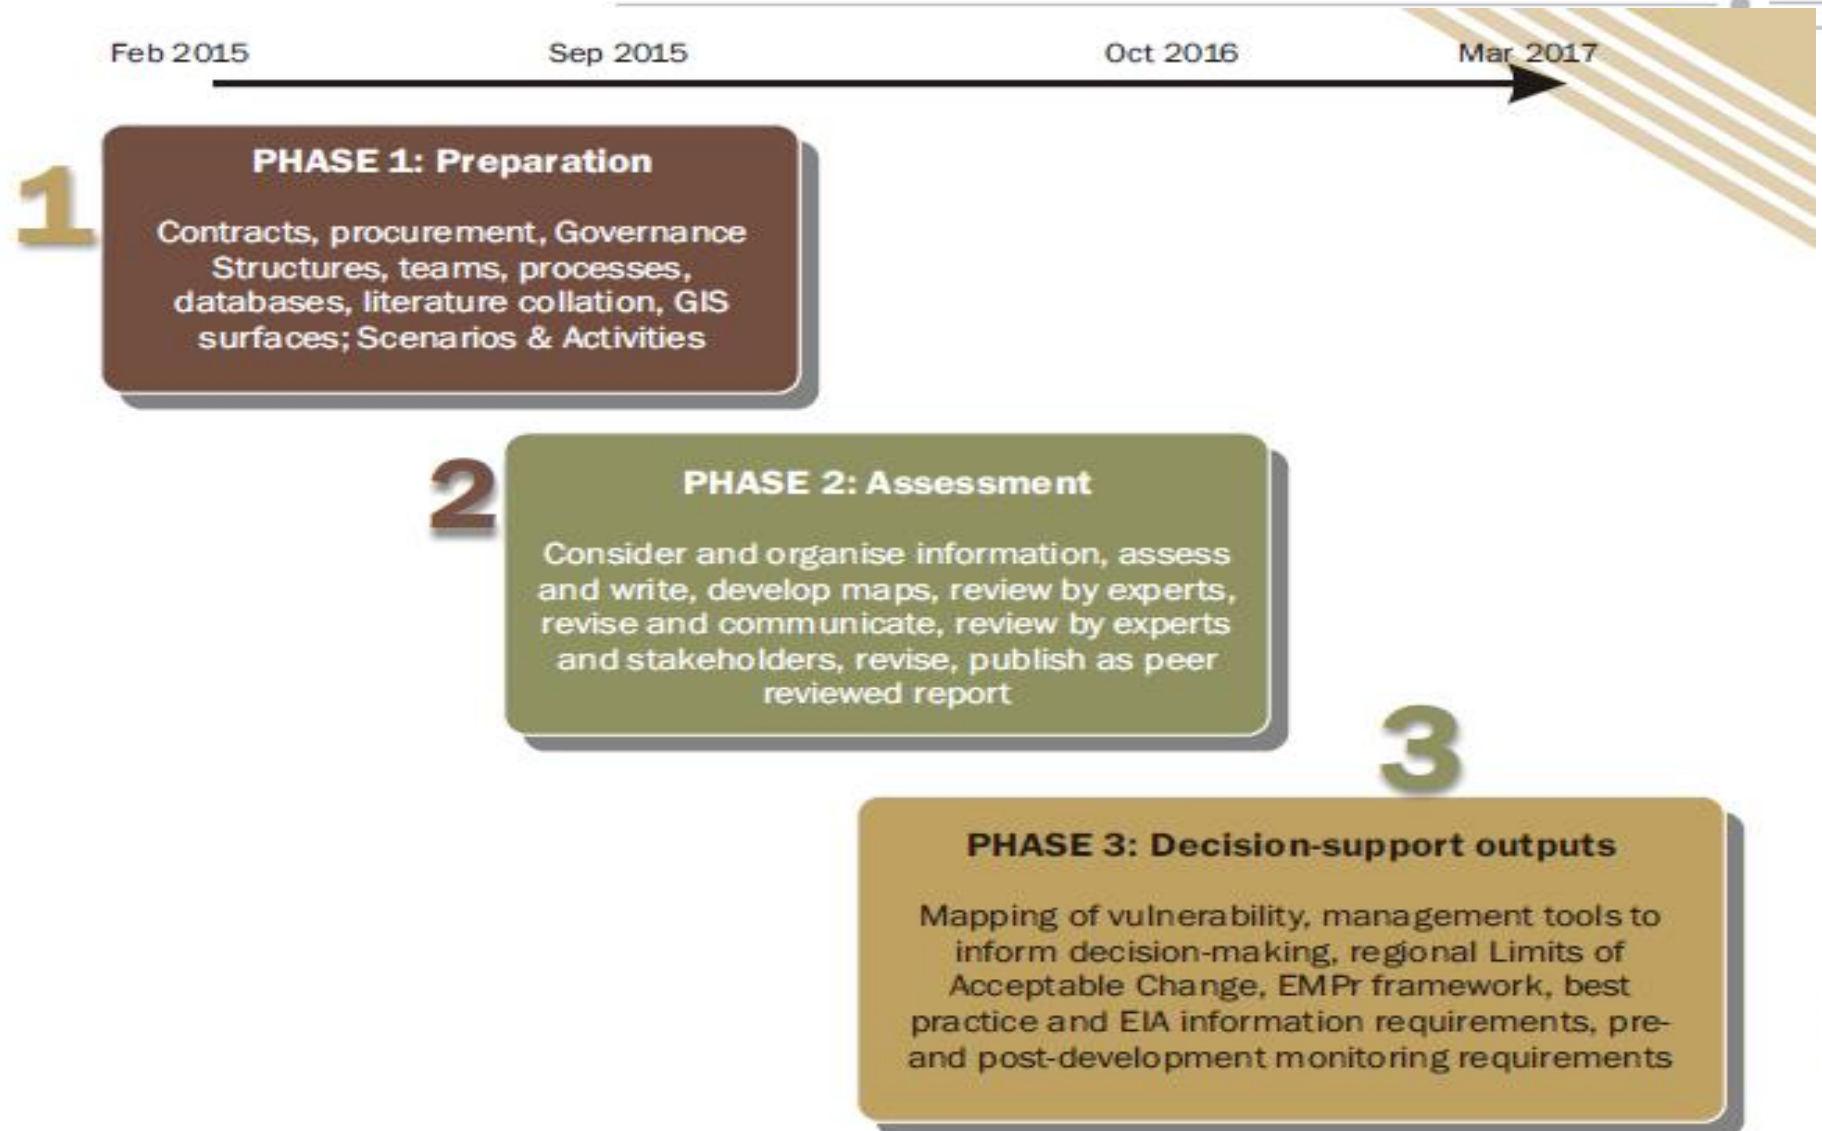 Feb 2015 Sep 2015 Oct 2016 Mar 2017
1
PHASE 1: Preparation
Contracts, procurement, Governance
Structures, teams, processes,
databases, literature collation, GIS
surfaces; Scenarios & Activities
2
PHASE 2: Assessment
Consider and organise information, assess
and write, develop maps, review by experts,
revise and communicate, review by experts
and stakeholders, revise, publish as peer
reviewed report
3
PHASE 3: Decision-support outputs
Mapping of vulnerability, management tools to
inform decision-making, regional Limits of
Acceptable Change, EMPr framework, best
practice and EIA information requirements, pre-
and post-development monitoring requirements